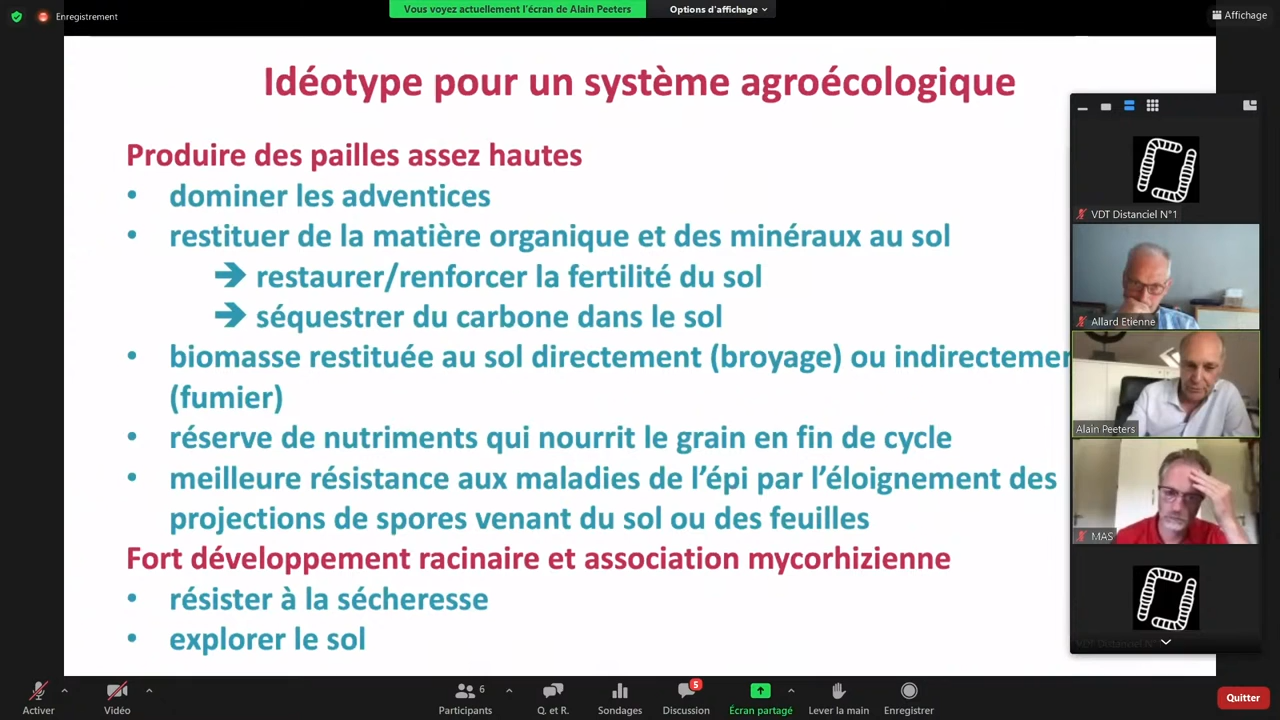 Enregistrement
Vous voyez actuellement l'écran de Alain Peeters
Options d'affichage
Affichage
Idéotype pour un système agroécologique
Produire des pailles assez hautes
• dominer les adventices
• restituer de la matière organique et des minéraux au sol
➔ restaurer/renforcer la fertilité du sol
➔ séquestrer du carbone dans le sol
• biomasse restituée au sol directement (broyage) ou indirectemen
(fumier)
• réserve de nutriments qui nourrit le grain en fin de cycle
• meilleure résistance aux maladies de l'épi par l'éloignement des
projections de spores venant du sol ou des feuilles
Fort développement racinaire et association mycorhizienne
• résister à la sécheresse
• explorer le sol
VDT Distanciel N°1
Allard Etienne
Alain Peeters
MAS
Activer
Vidéo
6
Participants
Q. et R.
Sondages
5
Discussion
Écran partagé
Lever la main
Enregistrer
Quitter